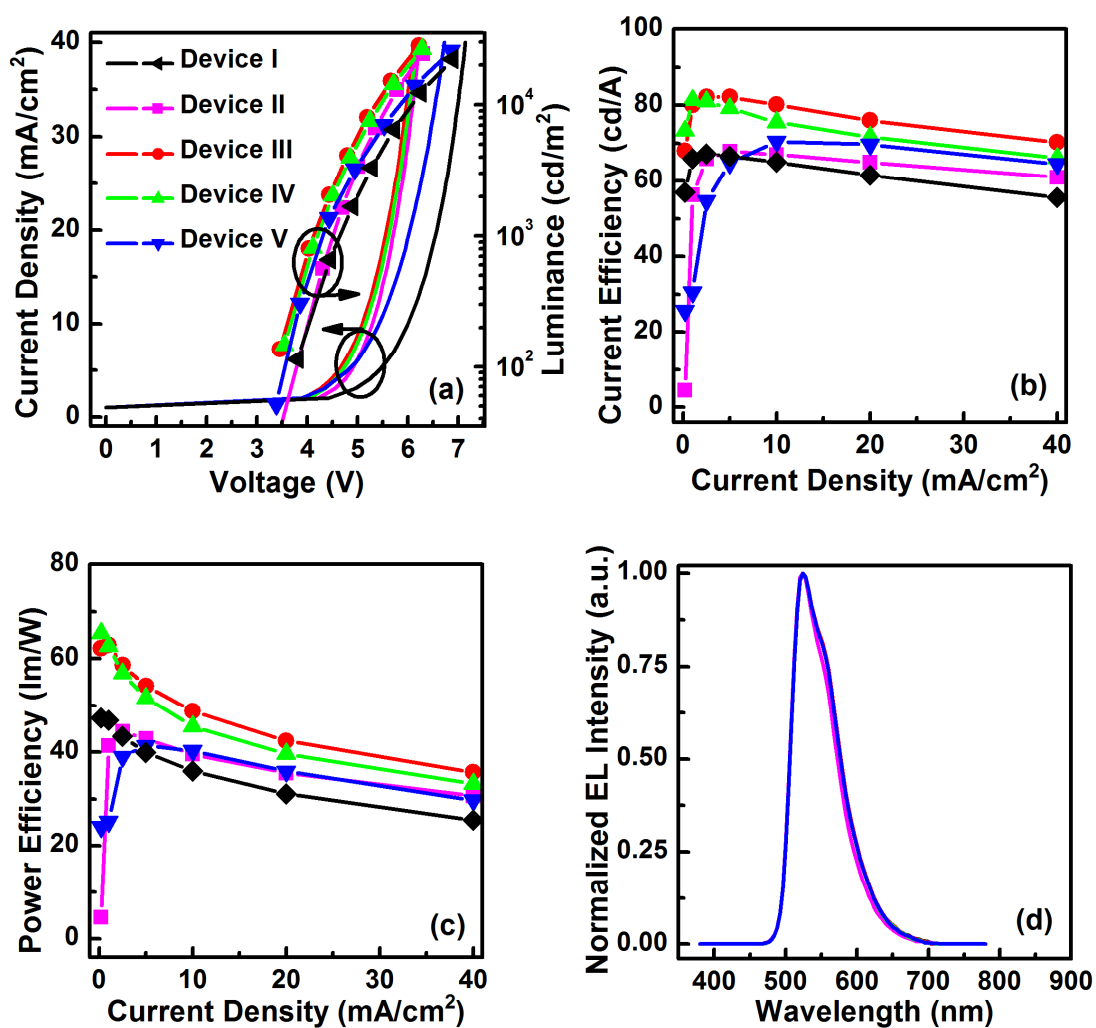 40
30
20
10
0
Current Density (mA/cm²)
Device I
Device II
Device III
Device IV
Device V
10⁴
10³
10²
Luminance (cd/m²)
(a)
0 1 2 3 4 5 6 7
Voltage (V)
100
80
60
40
20
0
Current Efficiency (cd/A)
(b)
0 10 20 30 40
Current Density (mA/cm²)
80
60
40
20
0
Power Efficiency (lm/W)
(c)
0 10 20 30 40
Current Density (mA/cm²)
1.00
0.75
0.50
0.25
0.00
Normalized EL Intensity (a.u.)
(d)
400 500 600 700 800 900
Wavelength (nm)